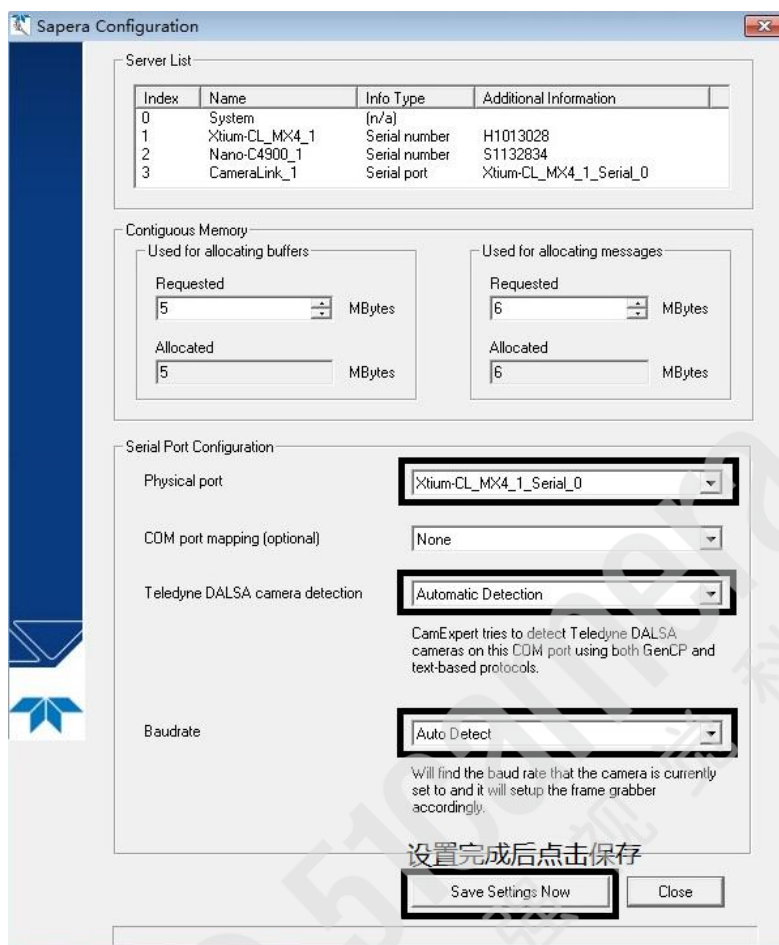 Sapera Configuration
Server List
Index Name Info Type Additional Information
0 System (n/a)
1 Xtium-CL_MX4_1 Serial number H1013028
2 Nano-C4900_1 Serial number S1132834
3 CameraLink_1 Serial port Xtium-CL_MX4_1_Serial_0
Contiguous Memory
Used for allocating buffers Used for allocating messages
Requested Requested
5 MBytes 6 MBytes
Allocated Allocated
5 MBytes 6 MBytes
Serial Port Configuration
Physical port Xtium-CL_MX4_1_Serial_0
COM port mapping (optional) None
Teledyne DALSA camera detection Automatic Detection
CamExpert tries to detect Teledyne DALSA
cameras on this COM port using both GenCP and
text-based protocols.
Baudrate Auto Detect
Will find the baud rate that the camera is currently
set to and it will setup the frame grabber
accordingly.
设置完成后点击保存
Save Settings Now Close
510amera
视觉